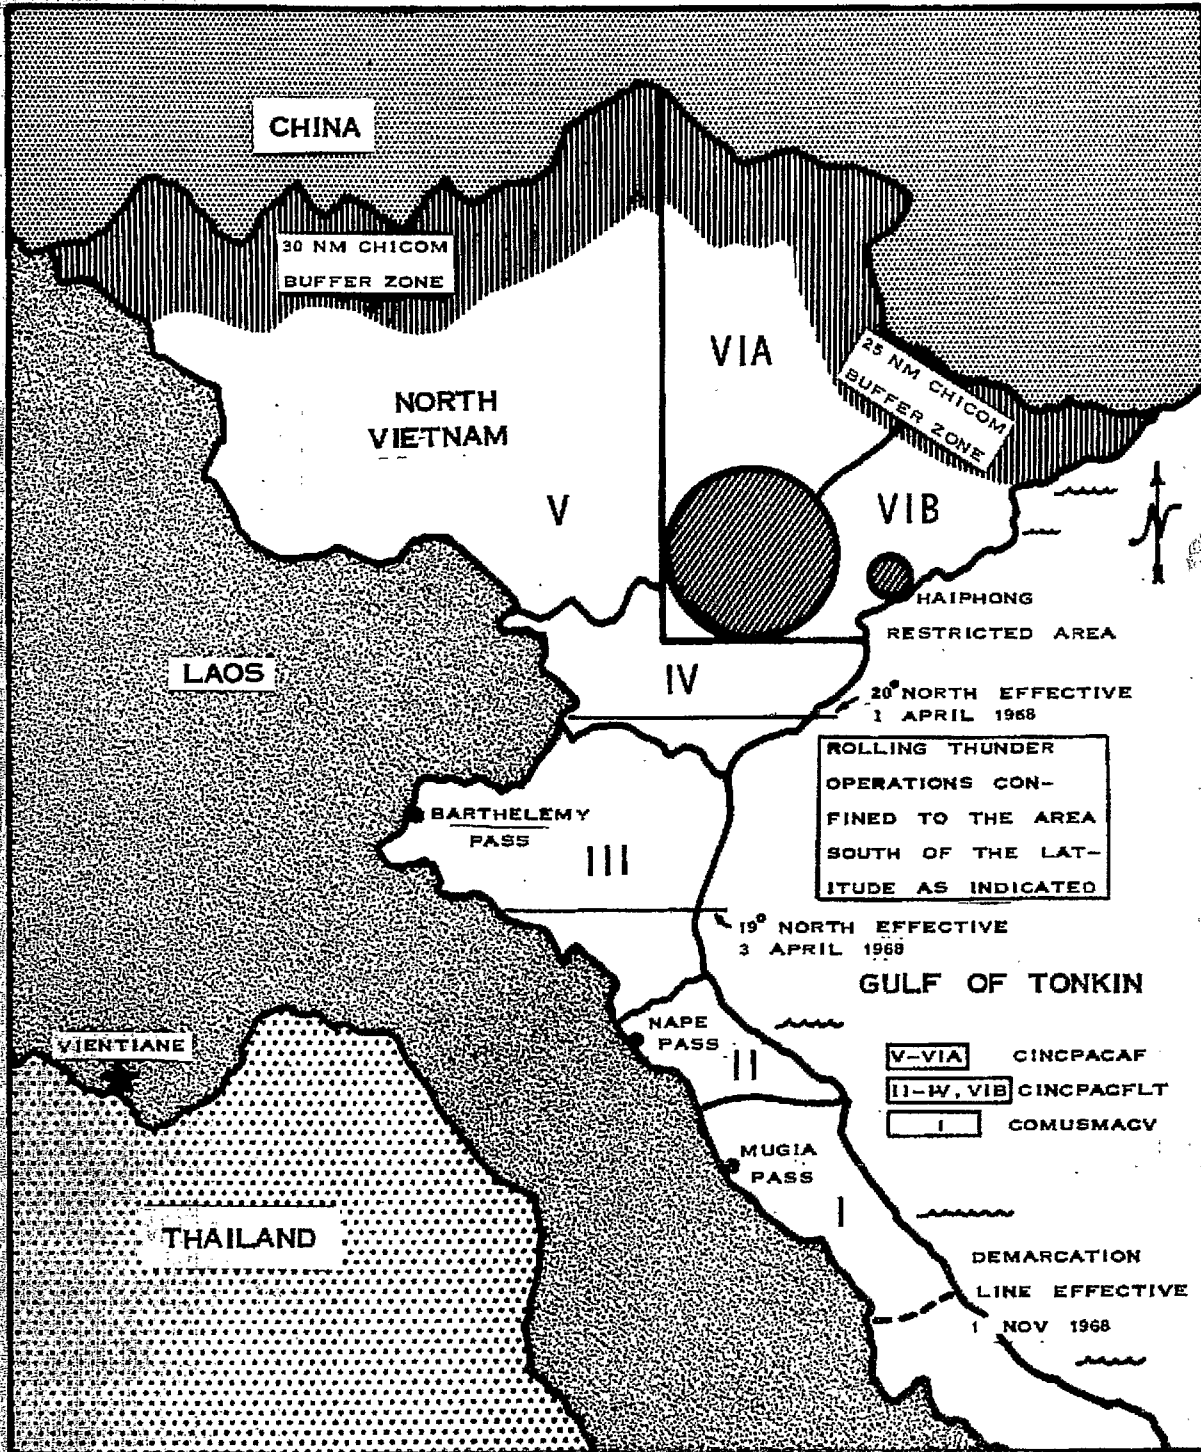 CHINA
30 NM CHICOM
BUFFER ZONE
VIA
25 NM CHICOM
BUFFER ZONE
NORTH
VIETNAM
V
VIB
N
HAIPHONG
RESTRICTED AREA
LAOS
IV
20° NORTH EFFECTIVE
1 APRIL 1968
ROLLING THUNDER
OPERATIONS CON-
FINED TO THE AREA
SOUTH OF THE LAT-
ITUDE AS INDICATED
BARTHELEMY
PASS
III
19° NORTH EFFECTIVE
3 APRIL 1968
GULF OF TONKIN
NAPE
PASS
VIENTIANE
II
V-VIA CINCPACAF
II-IV, VIB CINCPACFLT
I COMUSMACV
MUGIA
PASS
I
THAILAND
DEMARCATION
LINE EFFECTIVE
1 NOV 1968